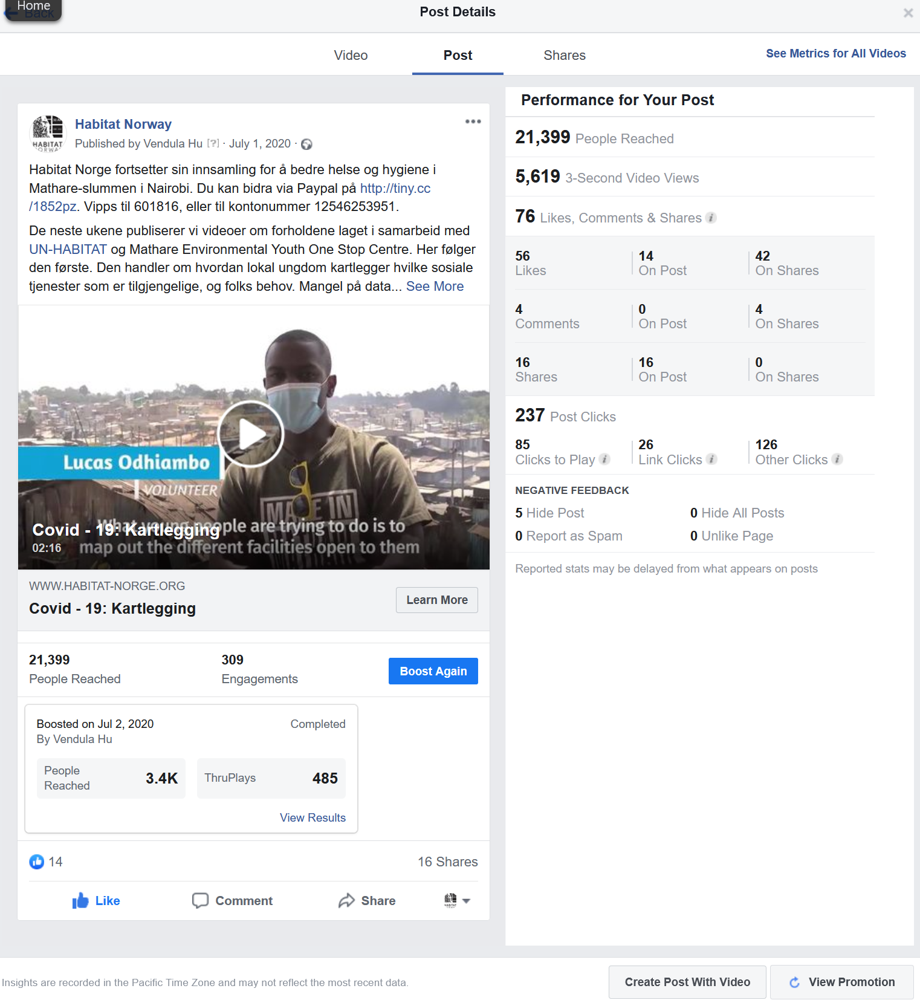 Home
Back
Post Details
Video
Post
Shares
See Metrics for All Videos
HABITAT
NORWAY
Habitat Norway
Published by Vendula Hu [?] · July 1, 2020 ·
Habitat Norge fortsetter sin innsamling for å bedre helse og hygiene i
Mathare-slummen i Nairobi. Du kan bidra via Paypal på http://tiny.cc
/1852pz. Vipps til 601816, eller til kontonummer 12546253951.
De neste ukene publiserer vi videoer om forholdene laget i samarbeid med
UN-HABITAT og Mathare Environmental Youth One Stop Centre. Her følger
den første. Den handler om hvordan lokal ungdom kartlegger hvilke sosiale
tjenester som er tilgjengelige, og folks behov. Mangel på data... See More
Lucas Odhiambo
VOLUNTEER
MADE IN
What young people are trying to do is to
map out the different facilities open to them
Covid - 19: Kartlegging
02:16
WWW.HABITAT-NORGE.ORG
Covid - 19: Kartlegging
Learn More
21,399
People Reached
309
Engagements
Boost Again
Boosted on Jul 2, 2020
Completed
By Vendula Hu
People
Reached
3.4K
ThruPlays
485
View Results
14
16 Shares
Like
Comment
Share
Performance for Your Post
21,399 People Reached
5,619 3-Second Video Views
76 Likes, Comments & Shares
56
Likes
14
On Post
42
On Shares
4
Comments
0
On Post
4
On Shares
16
Shares
16
On Post
0
On Shares
237 Post Clicks
85
Clicks to Play
26
Link Clicks
126
Other Clicks
NEGATIVE FEEDBACK
5 Hide Post
0 Hide All Posts
0 Report as Spam
0 Unlike Page
Reported stats may be delayed from what appears on posts
Insights are recorded in the Pacific Time Zone and may not reflect the most recent data.
Create Post With Video
View Promotion